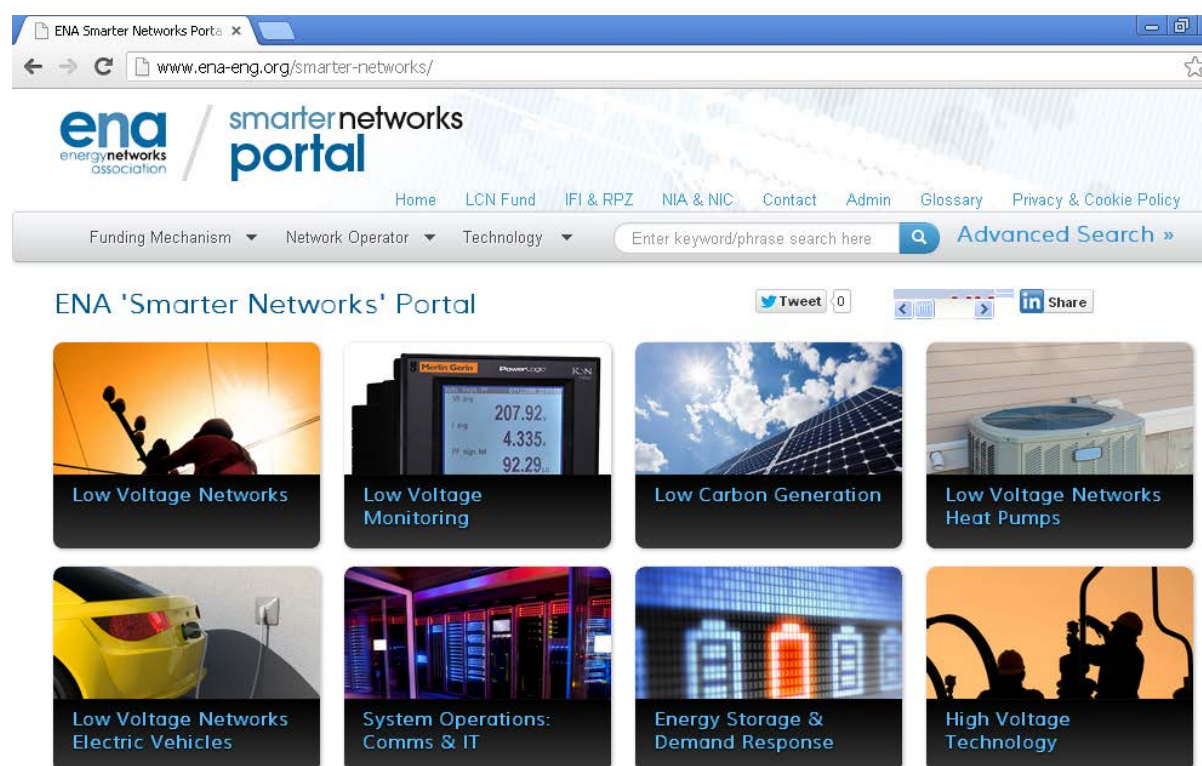 ENA Smarter Networks Porta
www.ena-eng.org/smarter-networks/
ena
energynetworks
association
smarternetworks
portal
Home LCN Fund IFI & RPZ NIA & NIC Contact Admin Glossary Privacy & Cookie Policy
Funding Mechanism Network Operator Technology Enter keyword/phrase search here Advanced Search »
ENA 'Smarter Networks' Portal
Tweet 0 in Share
Merlin Gerin PowerLogic ION
207.92
4.335
92.29
Low Voltage Networks
Low Voltage
Monitoring
Low Carbon Generation
Low Voltage Networks
Heat Pumps
Low Voltage Networks
Electric Vehicles
System Operations:
Comms & IT
Energy Storage &
Demand Response
High Voltage
Technology